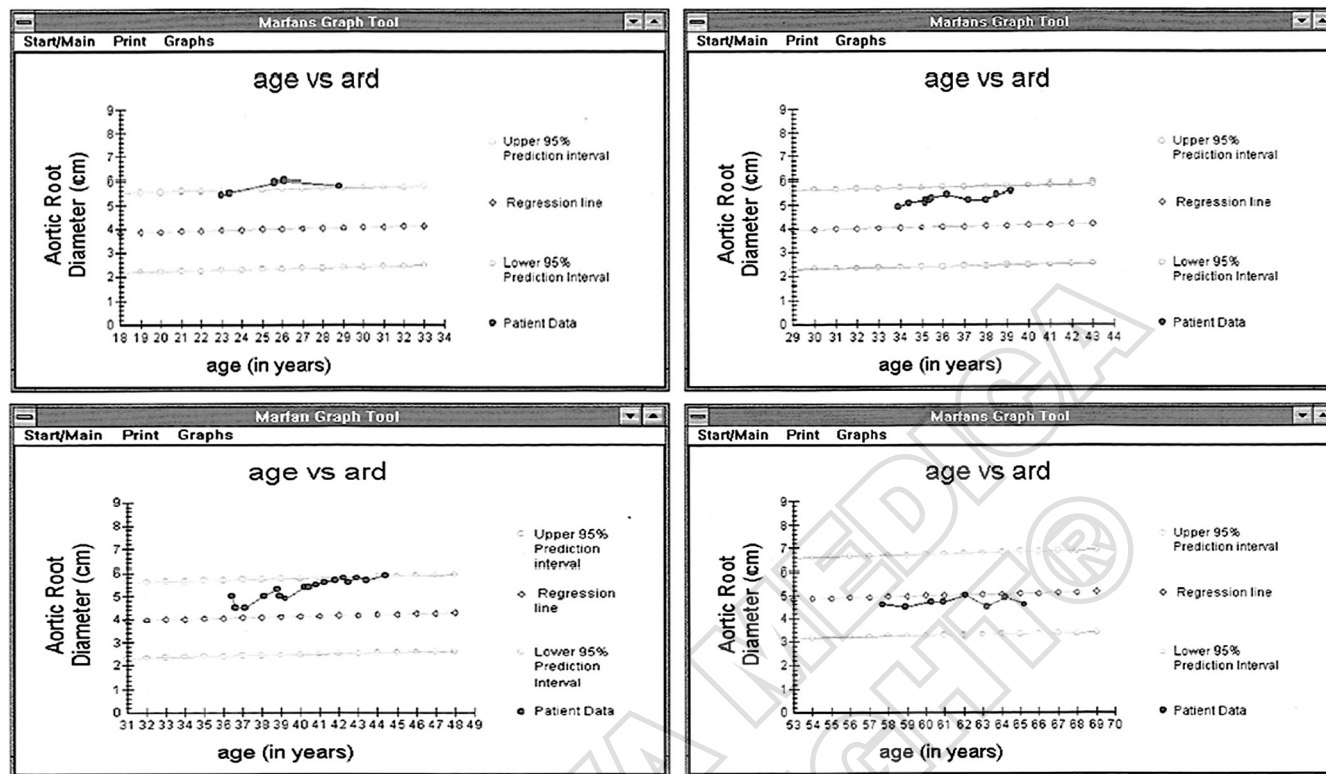 Marfans Graph Tool
Start/Main Print Graphs
age vs ard
Aortic Root
Diameter (cm)
9
8
7
6
5
4
3
2
1
0
18 19 20 21 22 23 24 25 26 27 28 29 30 31 32 33 34
age (in years)
Upper 95%
Prediction interval
Regression line
Lower 95%
Prediction Interval
Patient Data
Marfans Graph Tool
Start/Main Print Graphs
age vs ard
Aortic Root
Diameter (cm)
9
8
7
6
5
4
3
2
1
0
29 30 31 32 33 34 35 36 37 38 39 40 41 42 43 44
age (in years)
Upper 95%
Prediction interval
Regression line
Lower 95%
Prediction Interval
Patient Data
Marfan Graph Tool
Start/Main Print Graphs
age vs ard
Aortic Root
Diameter (cm)
9
8
7
6
5
4
3
2
1
0
31 32 33 34 35 36 37 38 39 40 41 42 43 44 45 46 47 48 49
age (in years)
Upper 95%
Prediction
interval
Regression
line
Lower 95%
Prediction
Interval
Patient Data
Marfans Graph Tool
Start/Main Print Graphs
age vs ard
Aortic Root
Diameter (cm)
9
8
7
6
5
4
3
2
1
0
53 54 55 56 57 58 59 60 61 62 63 64 65 66 67 68 69 70
age (in years)
Upper 95%
Prediction interval
Regression line
Lower 95%
Prediction Interval
Patient Data